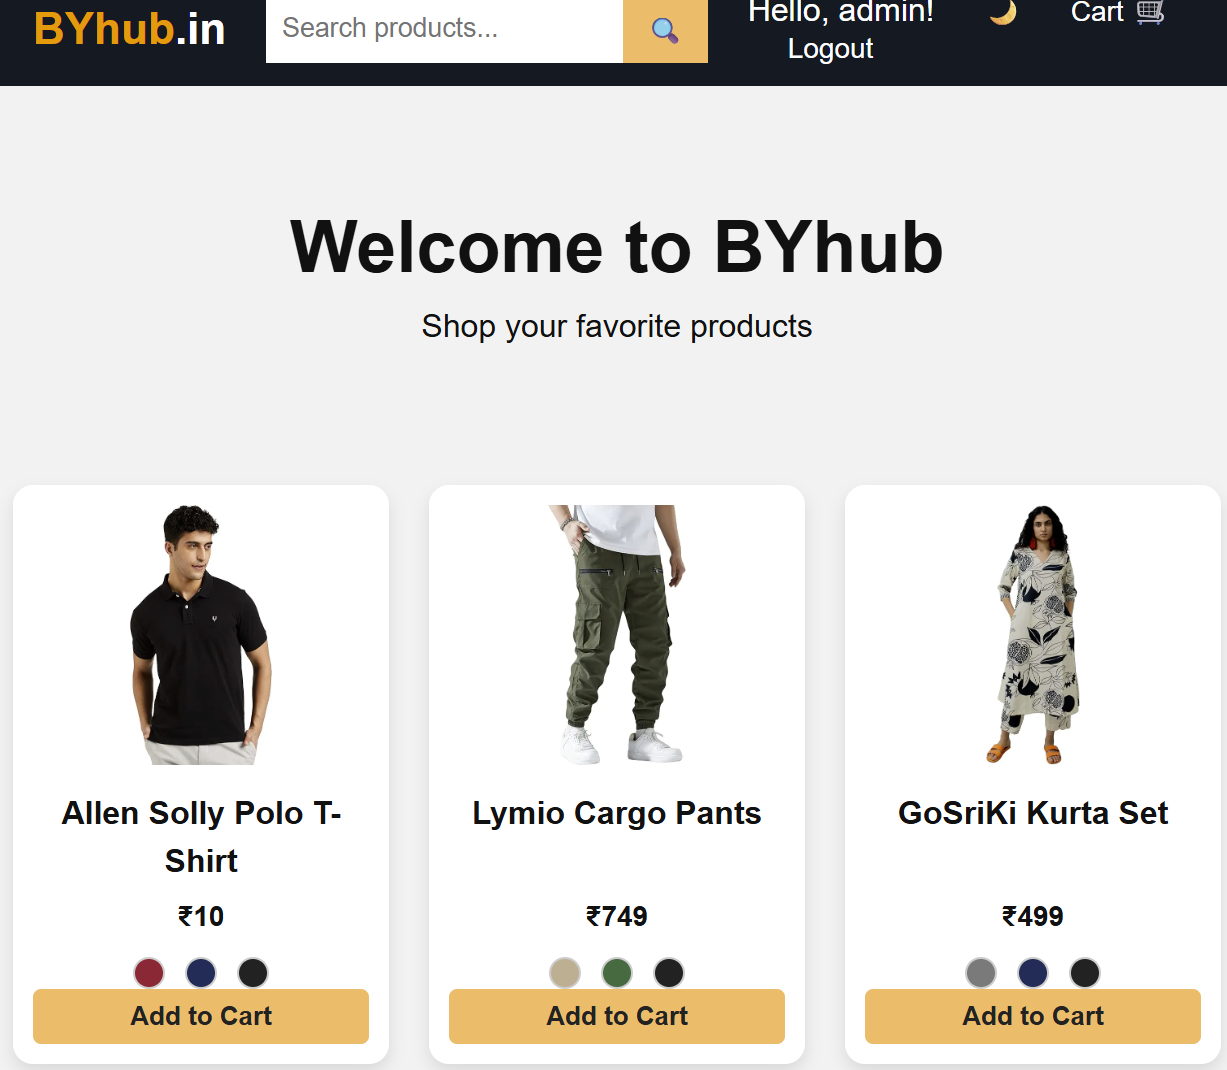 BYhub.in
Search products...
Hello, admin!
Logout
Cart
Welcome to BYhub
Shop your favorite products
Allen Solly Polo T-
Shirt
₹10
Add to Cart
Lymio Cargo Pants
₹749
Add to Cart
GoSriKi Kurta Set
₹499
Add to Cart